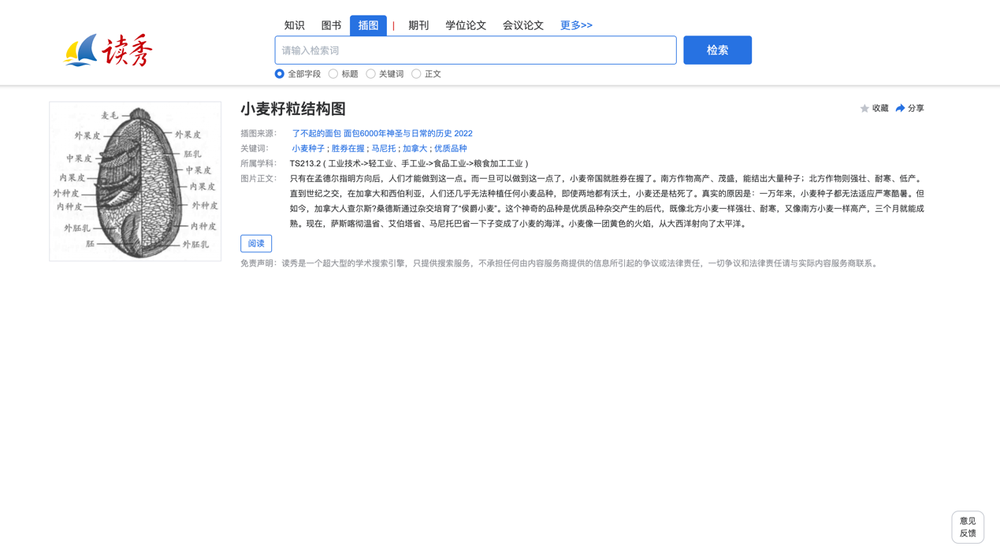 知识 图书 插图 | 期刊 学位论文 会议论文 更多>>
读秀
请输入检索词 检索
全部字段 标题 关键词 正文
小麦籽粒结构图
收藏 分享
麦毛
外果皮 外果皮
中果皮 胚乳
内果皮 中果皮
外种皮 内果皮
内种皮 外种皮
外胚乳 内种皮
胚 外胚乳
插图来源： 了不起的面包 面包6000年神圣与日常的历史 2022
关键词： 小麦种子 ; 胜券在握 ; 马尼托 ; 加拿大 ; 优质品种
所属学科： TS213.2 ( 工业技术->轻工业、手工业->食品工业->粮食加工工业 )
图片正文： 只有在孟德尔指明方向后，人们才能做到这一点。而一旦可以做到这一点了，小麦帝国就胜券在握了。南方作物高产、茂盛，能结出大量种子；北方作物则强壮、耐寒、低产。
直到世纪之交，在加拿大和西伯利亚，人们还几乎无法种植任何小麦品种，即使两地都有沃土，小麦还是枯死了。真实的原因是：一万年来，小麦种子都无法适应严寒酷暑。但
如今，加拿大人查尔斯?桑德斯通过杂交培育了“侯爵小麦”。这个神奇的品种是优质品种杂交产生的后代，既像北方小麦一样强壮、耐寒，又像南方小麦一样高产，三个月就能成
熟。现在，萨斯喀彻温省、艾伯塔省、马尼托巴省一下子变成了小麦的海洋。小麦像一团黄色的火焰，从大西洋射向了太平洋。
阅读
免责声明：读秀是一个超大型的学术搜索引擎，只提供搜索服务，不承担任何由内容服务商提供的信息所引起的争议或法律责任，一切争议和法律责任请与实际内容服务商联系。
意见
反馈